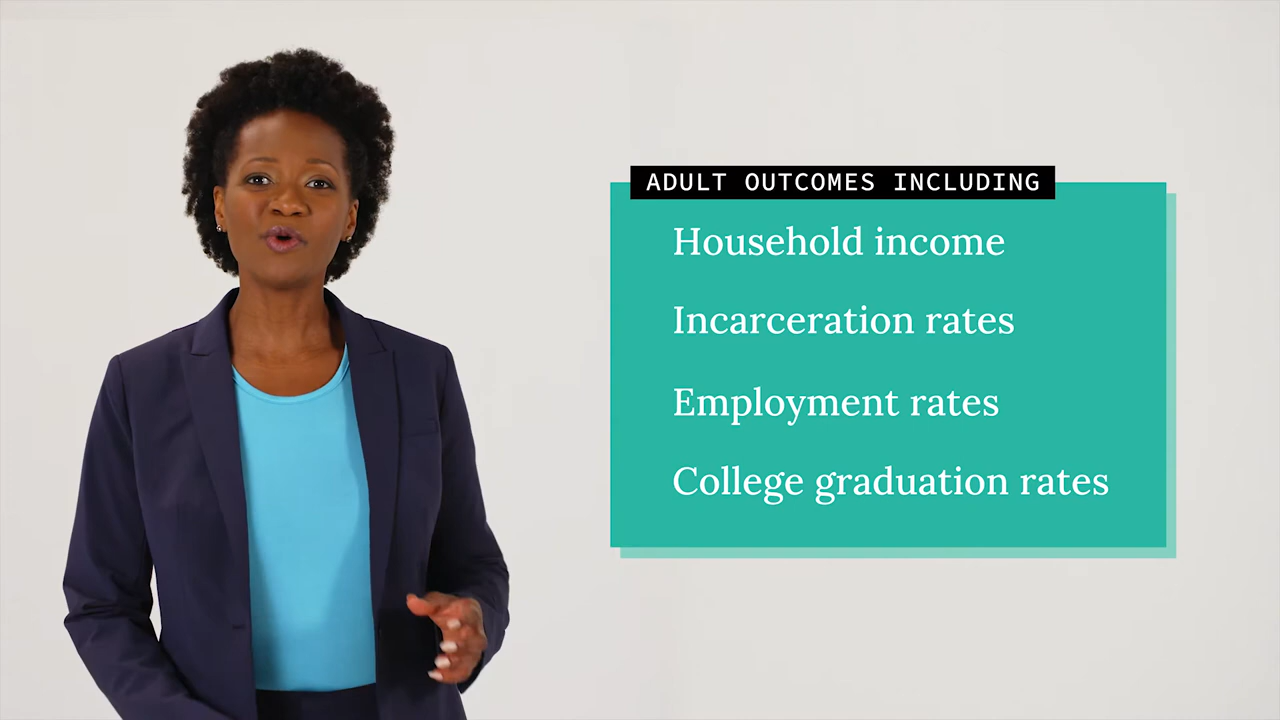 ADULT OUTCOMES INCLUDING
Household income
Incarceration rates
Employment rates
College graduation rates